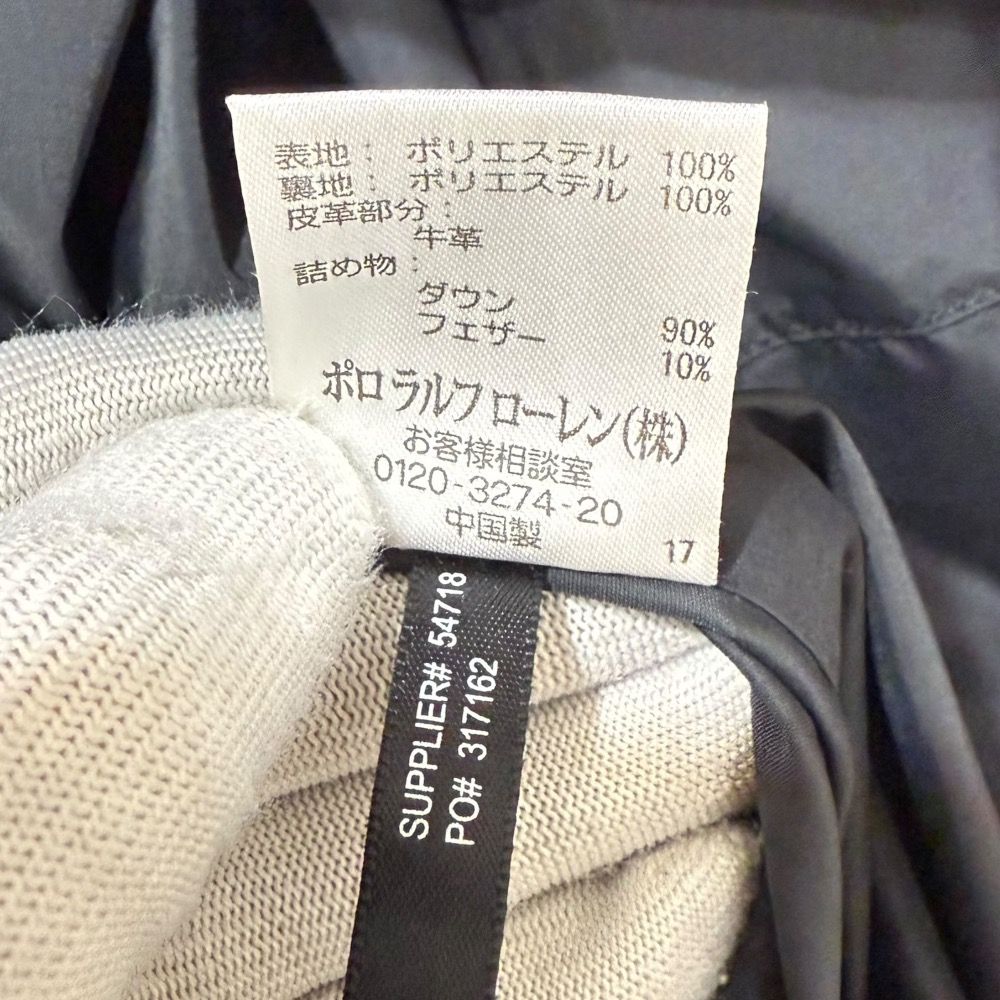 表地： ポリエステル 100%
裏地： ポリエステル 100%
皮革部分：
牛革
詰め物：
ダウン 90%
フェザー 10%
ポロ ラルフ ローレン(株)
お客様相談室
0120-3274-20
中国製
17
SUPPLIER# 54718
PO# 317162